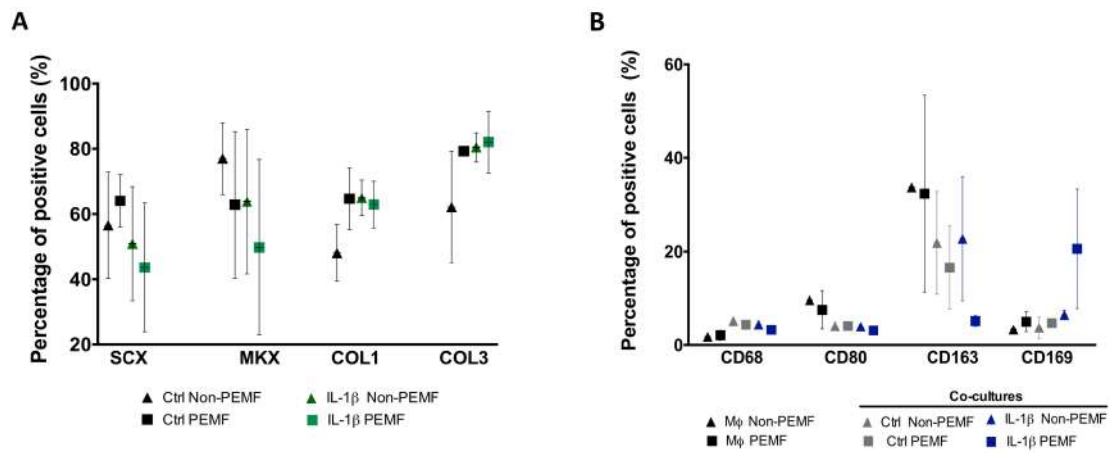 A
Percentage of positive cells (%)
100
80
60
40
20
SCX MKX COL1 COL3
Ctrl Non-PEMF IL-1β Non-PEMF
Ctrl PEMF IL-1β PEMF
B
Percentage of positive cells (%)
60
40
20
0
CD68 CD80 CD163 CD169
Co-cultures
Mϕ Non-PEMF Ctrl Non-PEMF IL-1β Non-PEMF
Mϕ PEMF Ctrl PEMF IL-1β PEMF